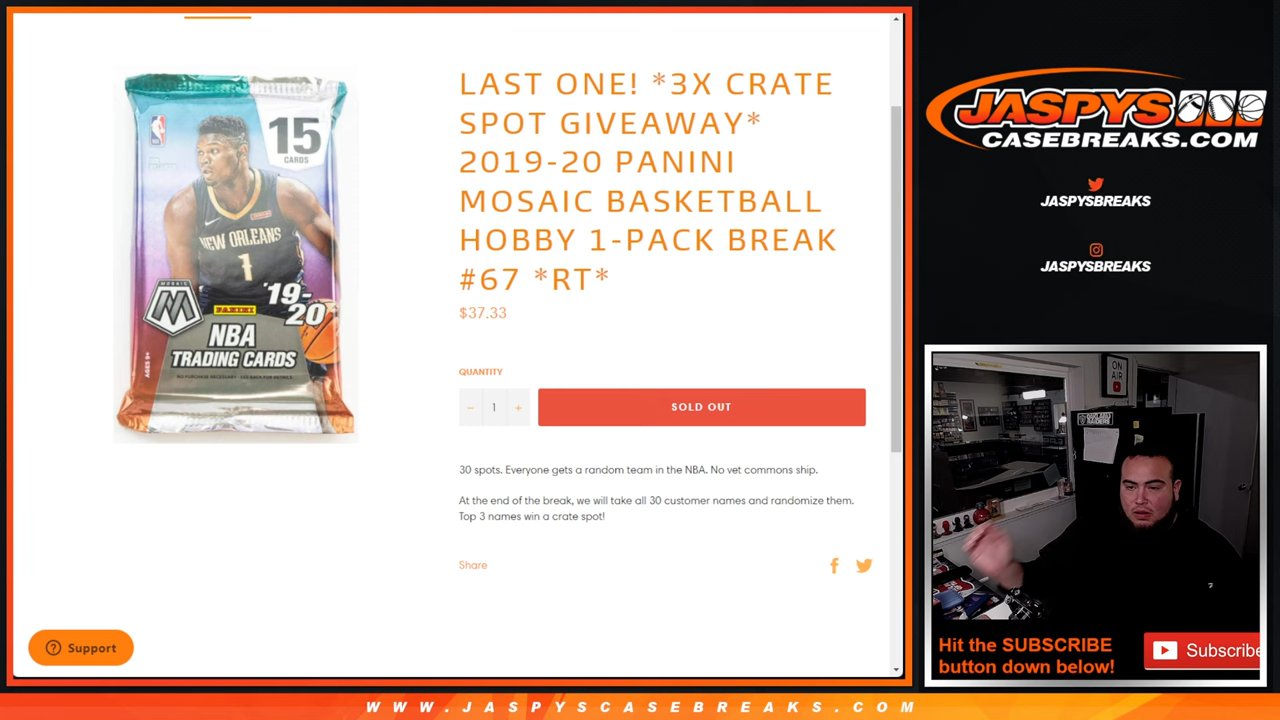 15
CARDS
NEW ORLEANS
1
MOSAIC
M
PANINI
'19-
20
NBA
TRADING CARDS
AGES 9+
LAST ONE! *3X CRATE
SPOT GIVEAWAY*
2019-20 PANINI
MOSAIC BASKETBALL
HOBBY 1-PACK BREAK
#67 *RT*
$37.33
QUANTITY
− 1 +
SOLD OUT
30 spots. Everyone gets a random team in the NBA. No vet commons ship.
At the end of the break, we will take all 30 customer names and randomize them.
Top 3 names win a crate spot!
Share
Support
JASPYS
CASEBREAKS.COM
JASPYSBREAKS
JASPYSBREAKS
ON
AIR
Hit the SUBSCRIBE
button down below!
Subscribe
WWW.JASPYSCASEBREAKS.COM